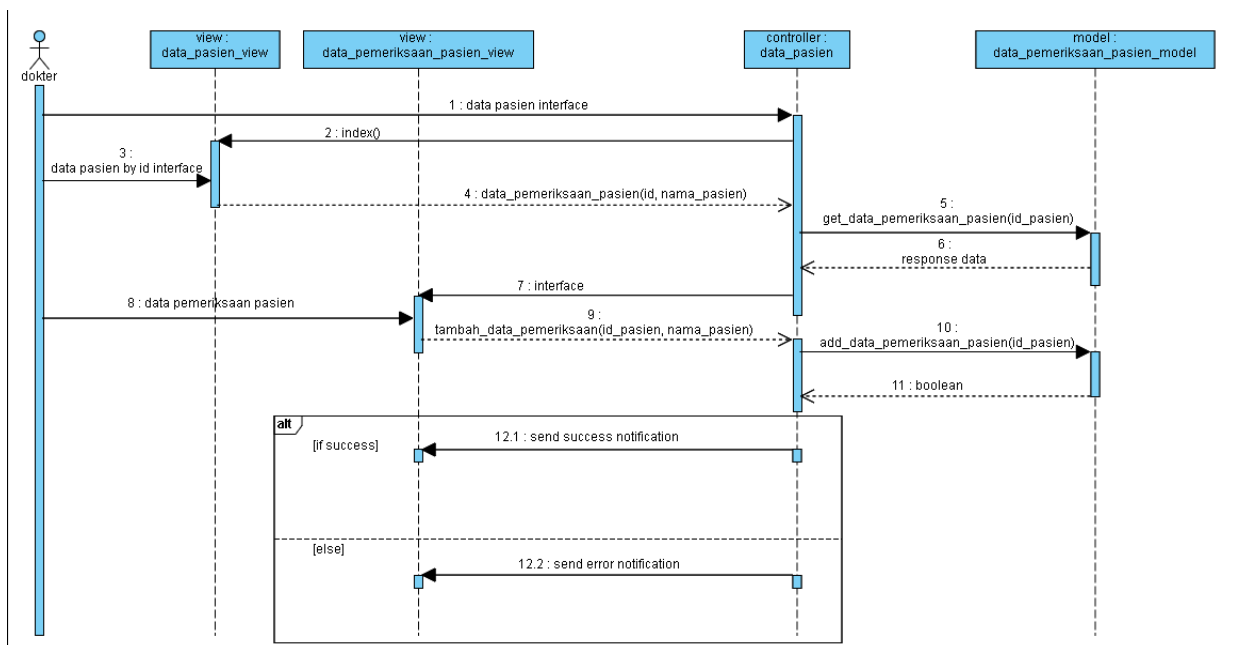 dokter
view :
data_pasien_view
view :
data_pemeriksaan_pasien_view
controller :
data_pasien
model :
data_pemeriksaan_pasien_model
1 : data pasien interface
2 : index()
3 :
data pasien by id interface
4 : data_pemeriksaan_pasien(id, nama_pasien)
5 :
get_data_pemeriksaan_pasien(id_pasien)
6 :
response data
7 : interface
8 : data pemeriksaan pasien
9 :
tambah_data_pemeriksaan(id_pasien, nama_pasien)
10 :
add_data_pemeriksaan_pasien(id_pasien)
11 : boolean
alt
[if success]
12.1 : send success notification
[else]
12.2 : send error notification